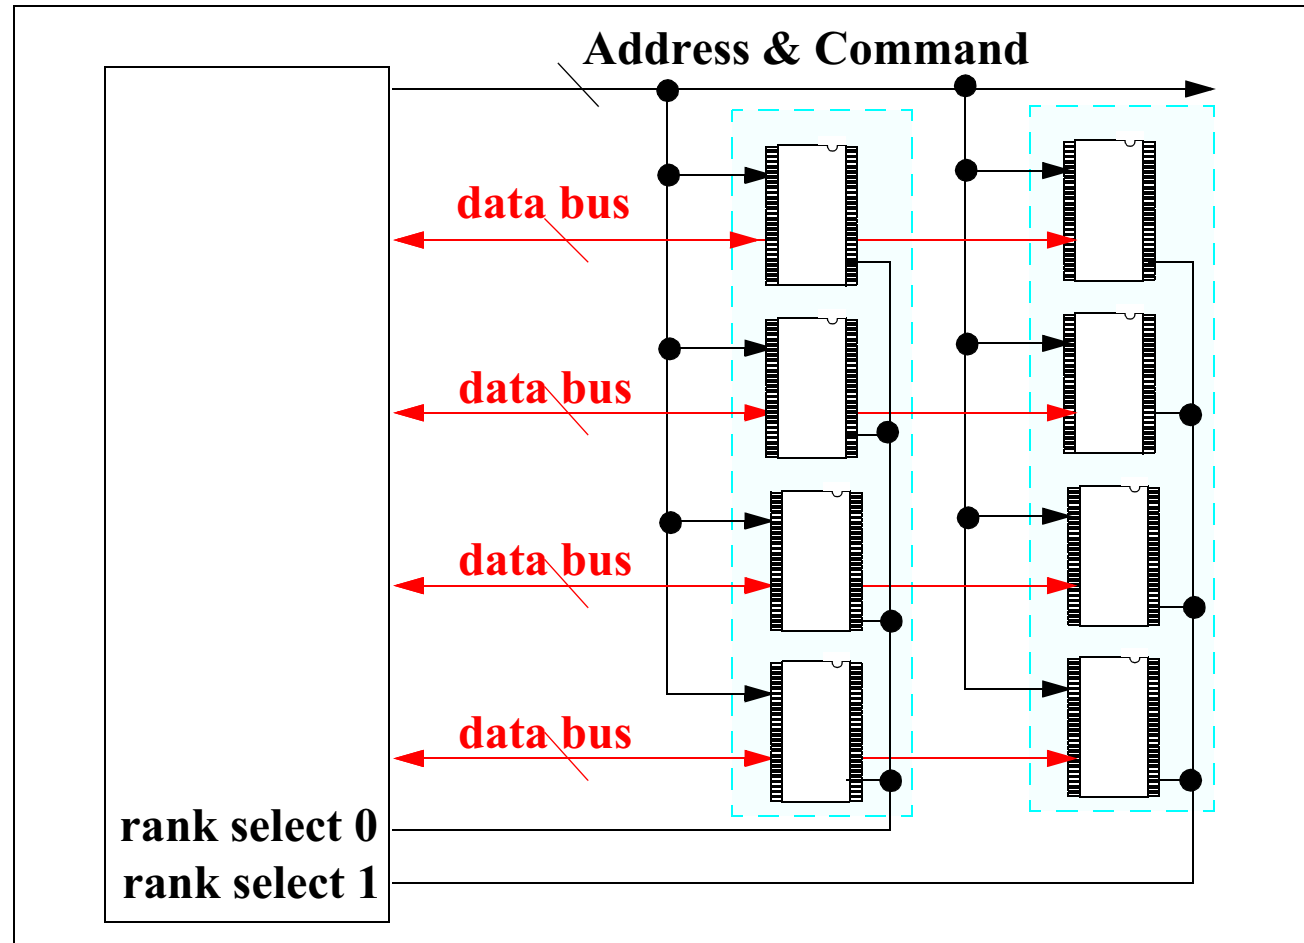 Address & Command
data bus
data bus
data bus
data bus
rank select 0
rank select 1